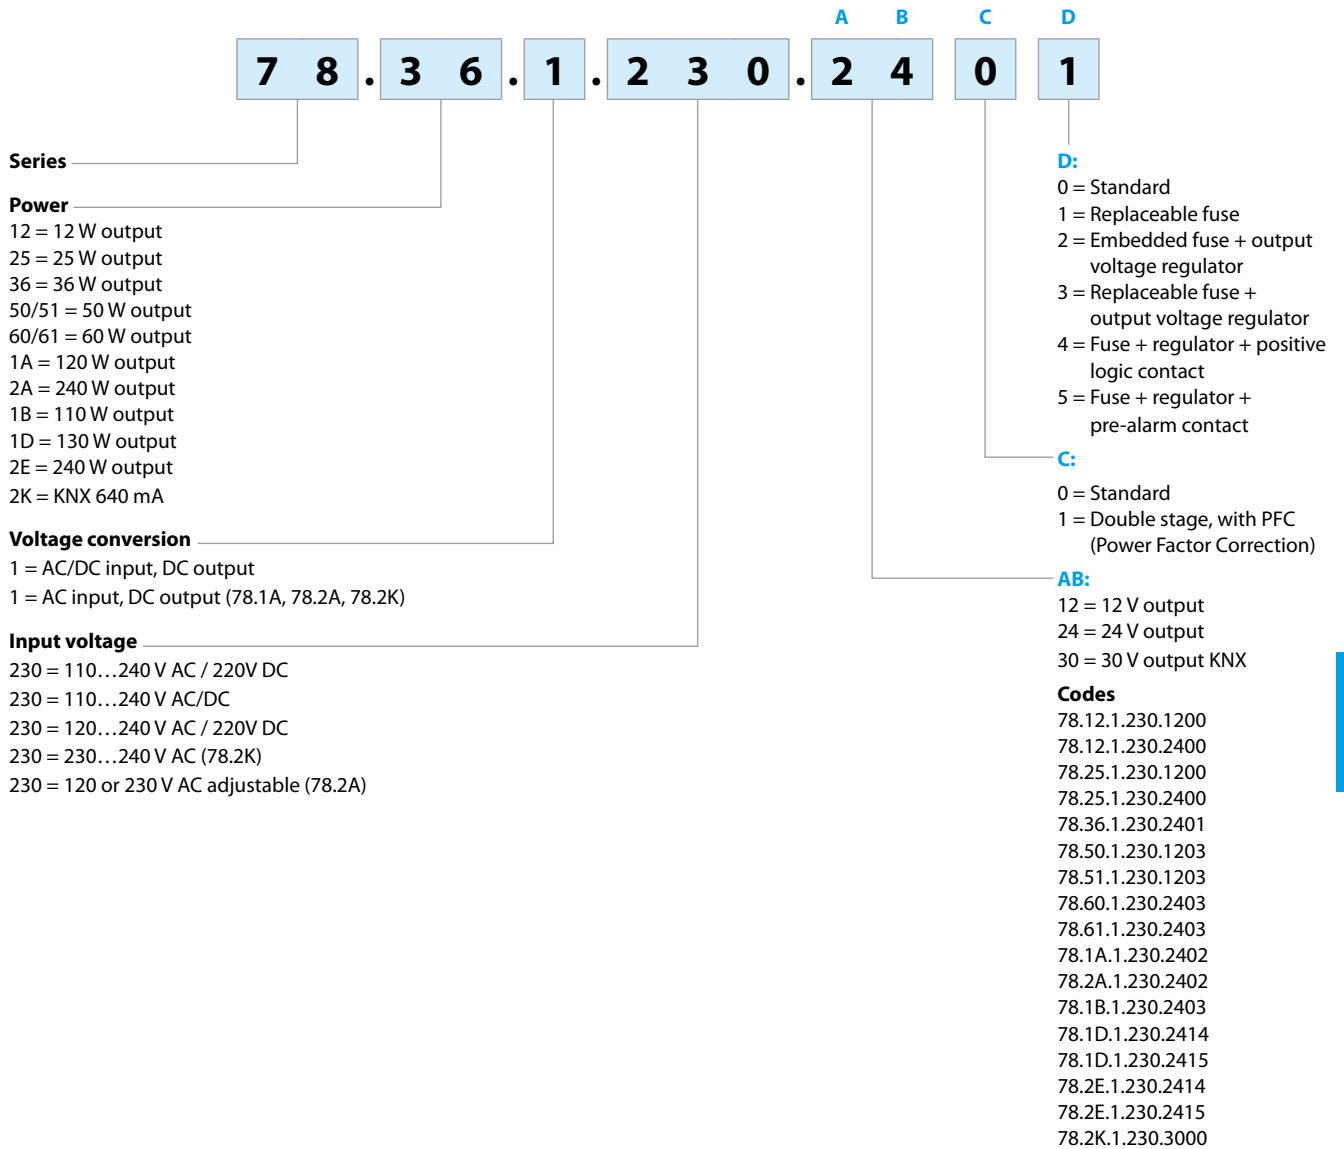 A B C D
7 8 . 3 6 . 1 . 2 3 0 . 2 4 0 1
Series
Power
12 = 12 W output
25 = 25 W output
36 = 36 W output
50/51 = 50 W output
60/61 = 60 W output
1A = 120 W output
2A = 240 W output
1B = 110 W output
1D = 130 W output
2E = 240 W output
2K = KNX 640 mA
Voltage conversion
1 = AC/DC input, DC output
1 = AC input, DC output (78.1A, 78.2A, 78.2K)
Input voltage
230 = 110…240 V AC / 220V DC
230 = 110…240 V AC/DC
230 = 120…240 V AC / 220V DC
230 = 230…240 V AC (78.2K)
230 = 120 or 230 V AC adjustable (78.2A)
D:
0 = Standard
1 = Replaceable fuse
2 = Embedded fuse + output
voltage regulator
3 = Replaceable fuse +
output voltage regulator
4 = Fuse + regulator + positive
logic contact
5 = Fuse + regulator +
pre-alarm contact
C:
0 = Standard
1 = Double stage, with PFC
(Power Factor Correction)
AB:
12 = 12 V output
24 = 24 V output
30 = 30 V output KNX
Codes
78.12.1.230.1200
78.12.1.230.2400
78.25.1.230.1200
78.25.1.230.2400
78.36.1.230.2401
78.50.1.230.1203
78.51.1.230.1203
78.60.1.230.2403
78.61.1.230.2403
78.1A.1.230.2402
78.2A.1.230.2402
78.1B.1.230.2403
78.1D.1.230.2414
78.1D.1.230.2415
78.2E.1.230.2414
78.2E.1.230.2415
78.2K.1.230.3000